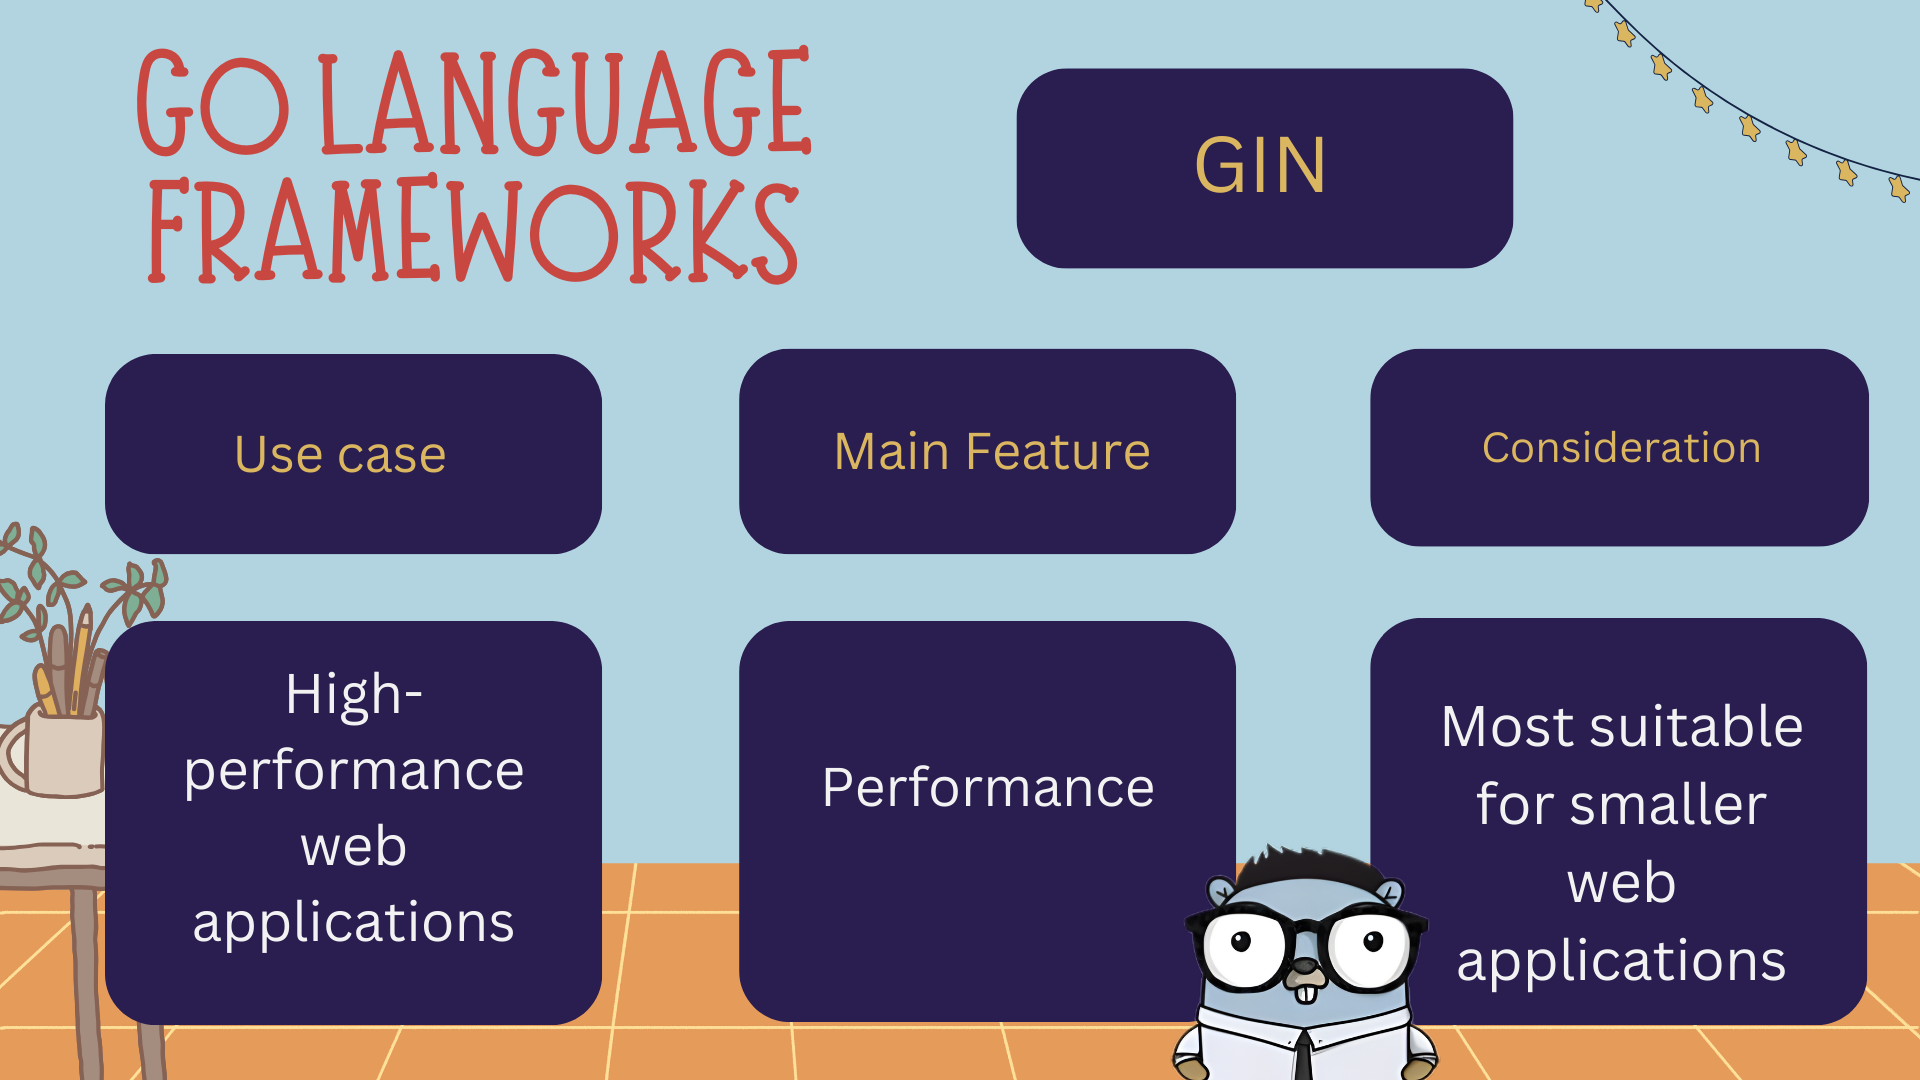 GO LANGUAGE
FRAMEWORKS
GIN
Use case
Main Feature
Consideration
High-
performance
web
applications
Performance
Most suitable
for smaller
web
applications